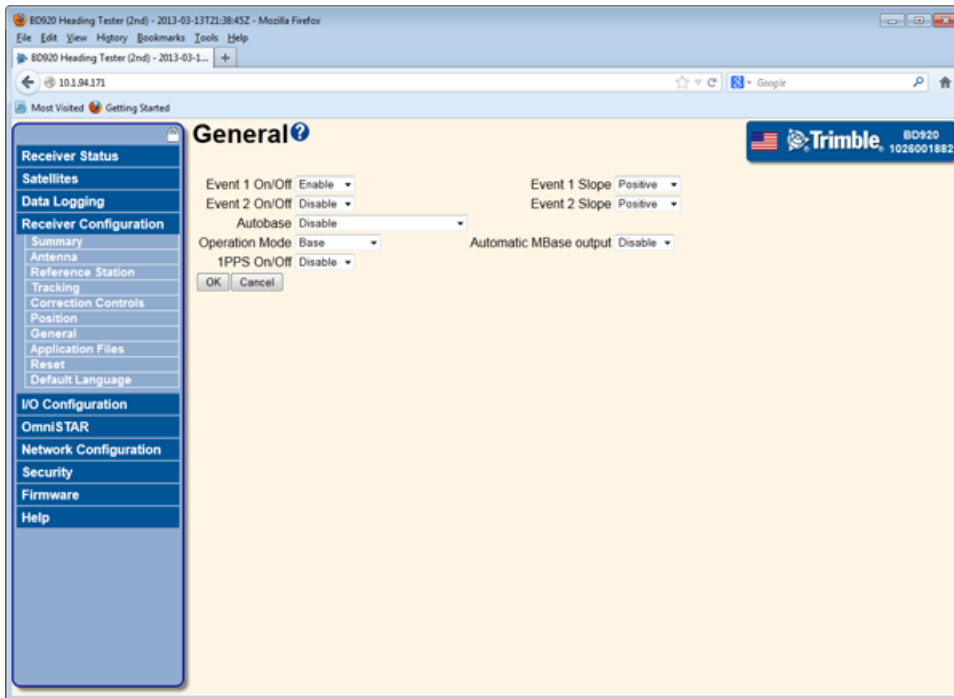 BD920 Heading Tester (2nd) - 2013-03-13T21:38:45Z - Mozilla Firefox
File Edit View History Bookmarks Tools Help
BD920 Heading Tester (2nd) - 2013-03-1... +
10.1.94.171
Google
Most Visited Getting Started
General?
Trimble
BD920
1026001882
Receiver Status
Satellites
Data Logging
Receiver Configuration
Summary
Antenna
Reference Station
Tracking
Correction Controls
Position
General
Application Files
Reset
Default Language
I/O Configuration
OmniSTAR
Network Configuration
Security
Firmware
Help
Event 1 On/Off Enable Event 1 Slope Positive
Event 2 On/Off Disable Event 2 Slope Positive
Autobase Disable
Operation Mode Base Automatic MBase output Disable
1PPS On/Off Disable
OK Cancel